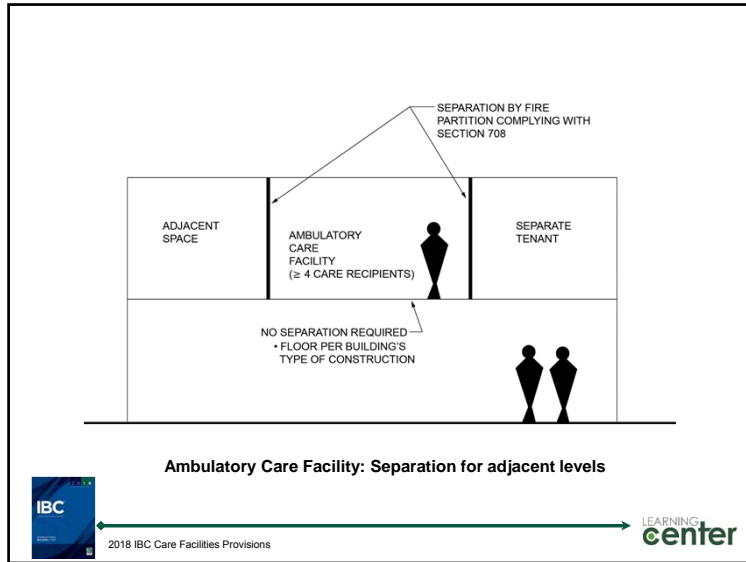 SEPARATION BY FIRE
PARTITION COMPLYING WITH
SECTION 708
ADJACENT
SPACE
AMBULATORY
CARE
FACILITY
(≥ 4 CARE RECIPIENTS)
SEPARATE
TENANT
NO SEPARATION REQUIRED
• FLOOR PER BUILDING'S
TYPE OF CONSTRUCTION
Ambulatory Care Facility: Separation for adjacent levels
IBC
2018 IBC Care Facilities Provisions
LEARNING
center